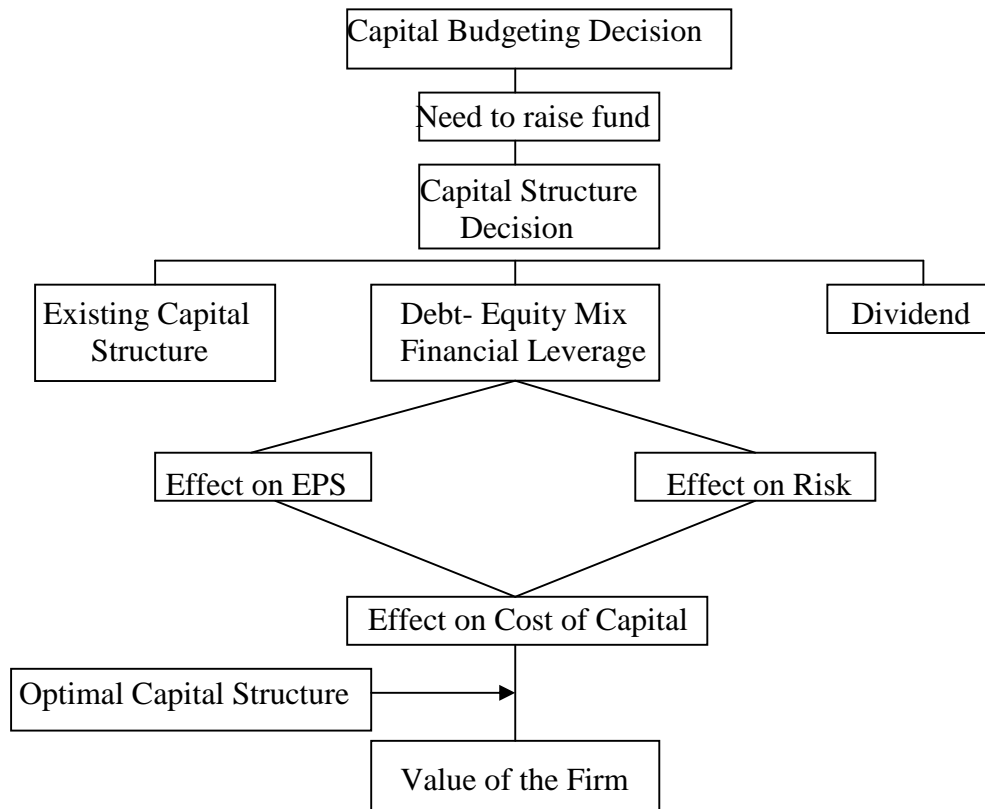 Capital Budgeting Decision
Need to raise fund
Capital Structure
Decision
Existing Capital
Structure
Debt- Equity Mix
Financial Leverage
Dividend
Effect on EPS
Effect on Risk
Effect on Cost of Capital
Optimal Capital Structure
Value of the Firm